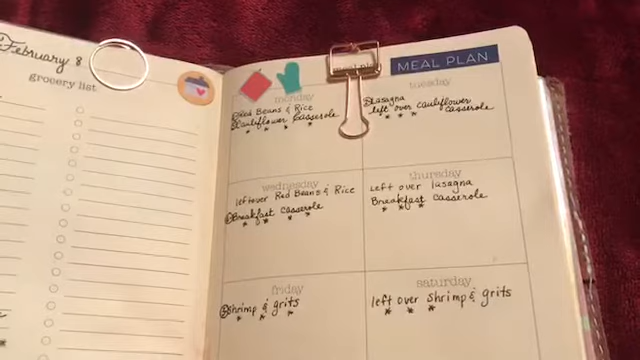 February 8
grocery list
MEAL PLAN
monday
Red Beans & Rice
Cauliflower Casserole
tuesday
Lasagna
left over cauliflower
casserole
wednesday
leftover Red Beans & Rice
Breakfast casserole
thursday
Left over lasagna
Breakfast casserole
friday
Shrimp & grits
saturday
left over shrimp & grits